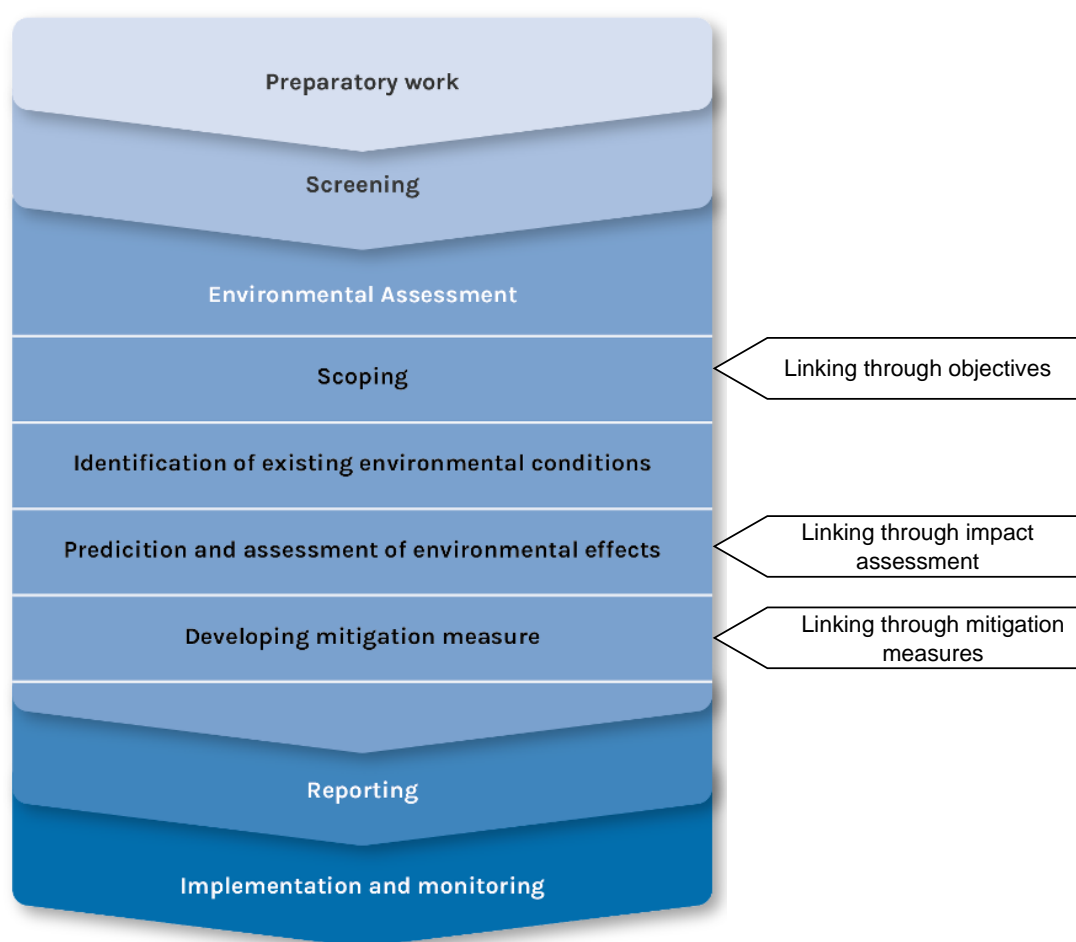 Preparatory work
Screening
Environmental Assessment
Scoping
Linking through objectives
Identification of existing environmental conditions
Predicition and assessment of environmental effects
Linking through impact
assessment
Developing mitigation measure
Linking through mitigation
measures
Reporting
Implementation and monitoring